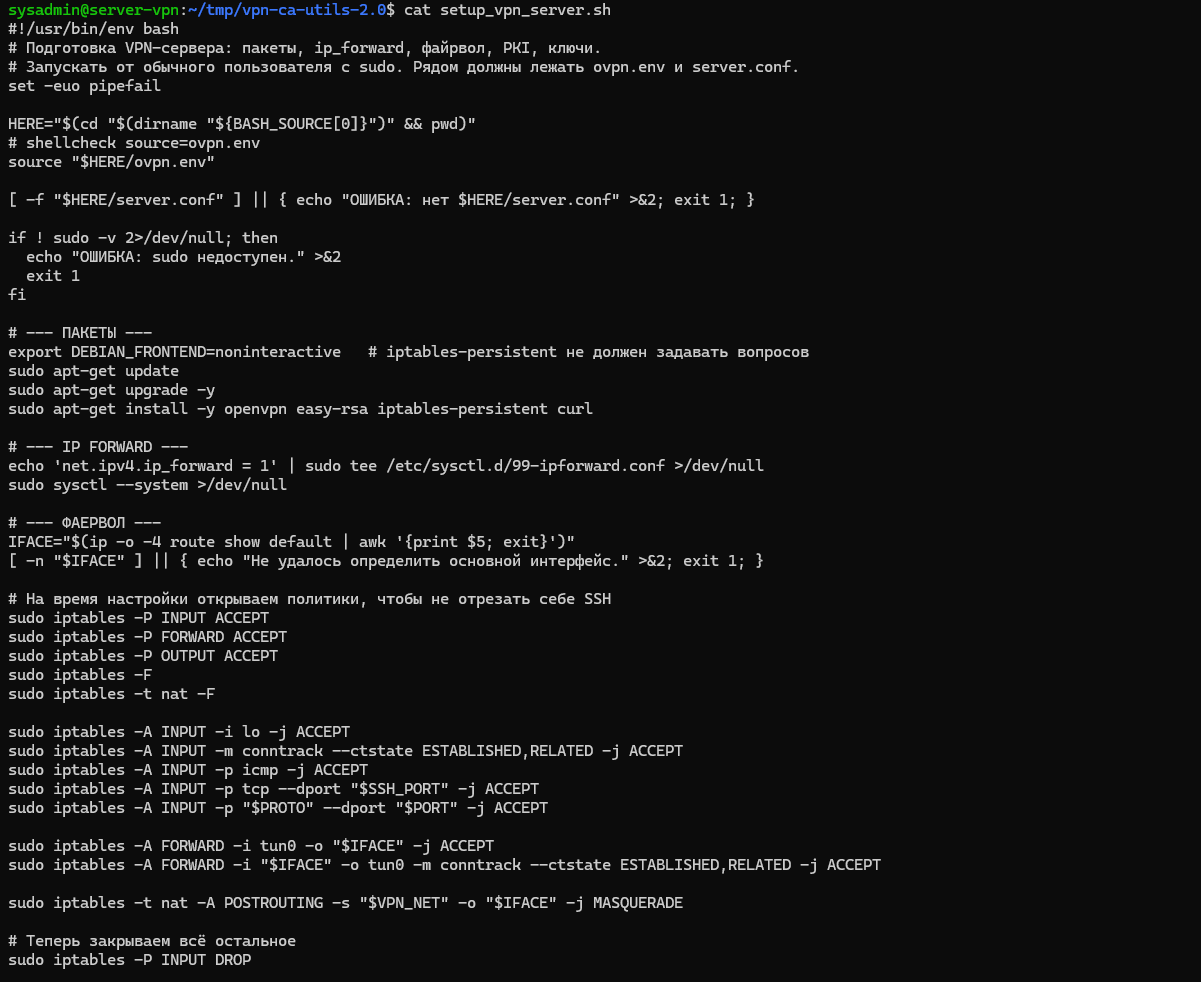 sysadmin@server-vpn:~/tmp/vpn-ca-utils-2.0$ cat setup_vpn_server.sh
#!/usr/bin/env bash
# Подготовка VPN-сервера: пакеты, ip_forward, файрвол, PKI, ключи.
# Запускать от обычного пользователя с sudo. Рядом должны лежать ovpn.env и server.conf.
set -euo pipefail

HERE="$(cd "$(dirname "${BASH_SOURCE[0]}")" && pwd)"
# shellcheck source=ovpn.env
source "$HERE/ovpn.env"

[ -f "$HERE/server.conf" ] || { echo "ОШИБКА: нет $HERE/server.conf" >&2; exit 1; }

if ! sudo -v 2>/dev/null; then
  echo "ОШИБКА: sudo недоступен." >&2
  exit 1
fi

# --- ПАКЕТЫ ---
export DEBIAN_FRONTEND=noninteractive   # iptables-persistent не должен задавать вопросов
sudo apt-get update
sudo apt-get upgrade -y
sudo apt-get install -y openvpn easy-rsa iptables-persistent curl

# --- IP FORWARD ---
echo 'net.ipv4.ip_forward = 1' | sudo tee /etc/sysctl.d/99-ipforward.conf >/dev/null
sudo sysctl --system >/dev/null

# --- ФАЕРВОЛ ---
IFACE="$(ip -o -4 route show default | awk '{print $5; exit}')"
[ -n "$IFACE" ] || { echo "Не удалось определить основной интерфейс." >&2; exit 1; }

# На время настройки открываем политики, чтобы не отрезать себе SSH
sudo iptables -P INPUT ACCEPT
sudo iptables -P FORWARD ACCEPT
sudo iptables -P OUTPUT ACCEPT
sudo iptables -F
sudo iptables -t nat -F

sudo iptables -A INPUT -i lo -j ACCEPT
sudo iptables -A INPUT -m conntrack --ctstate ESTABLISHED,RELATED -j ACCEPT
sudo iptables -A INPUT -p icmp -j ACCEPT
sudo iptables -A INPUT -p tcp --dport "$SSH_PORT" -j ACCEPT
sudo iptables -A INPUT -p "$PROTO" --dport "$PORT" -j ACCEPT

sudo iptables -A FORWARD -i tun0 -o "$IFACE" -j ACCEPT
sudo iptables -A FORWARD -i "$IFACE" -o tun0 -m conntrack --ctstate ESTABLISHED,RELATED -j ACCEPT

sudo iptables -t nat -A POSTROUTING -s "$VPN_NET" -o "$IFACE" -j MASQUERADE

# Теперь закрываем всё остальное
sudo iptables -P INPUT DROP